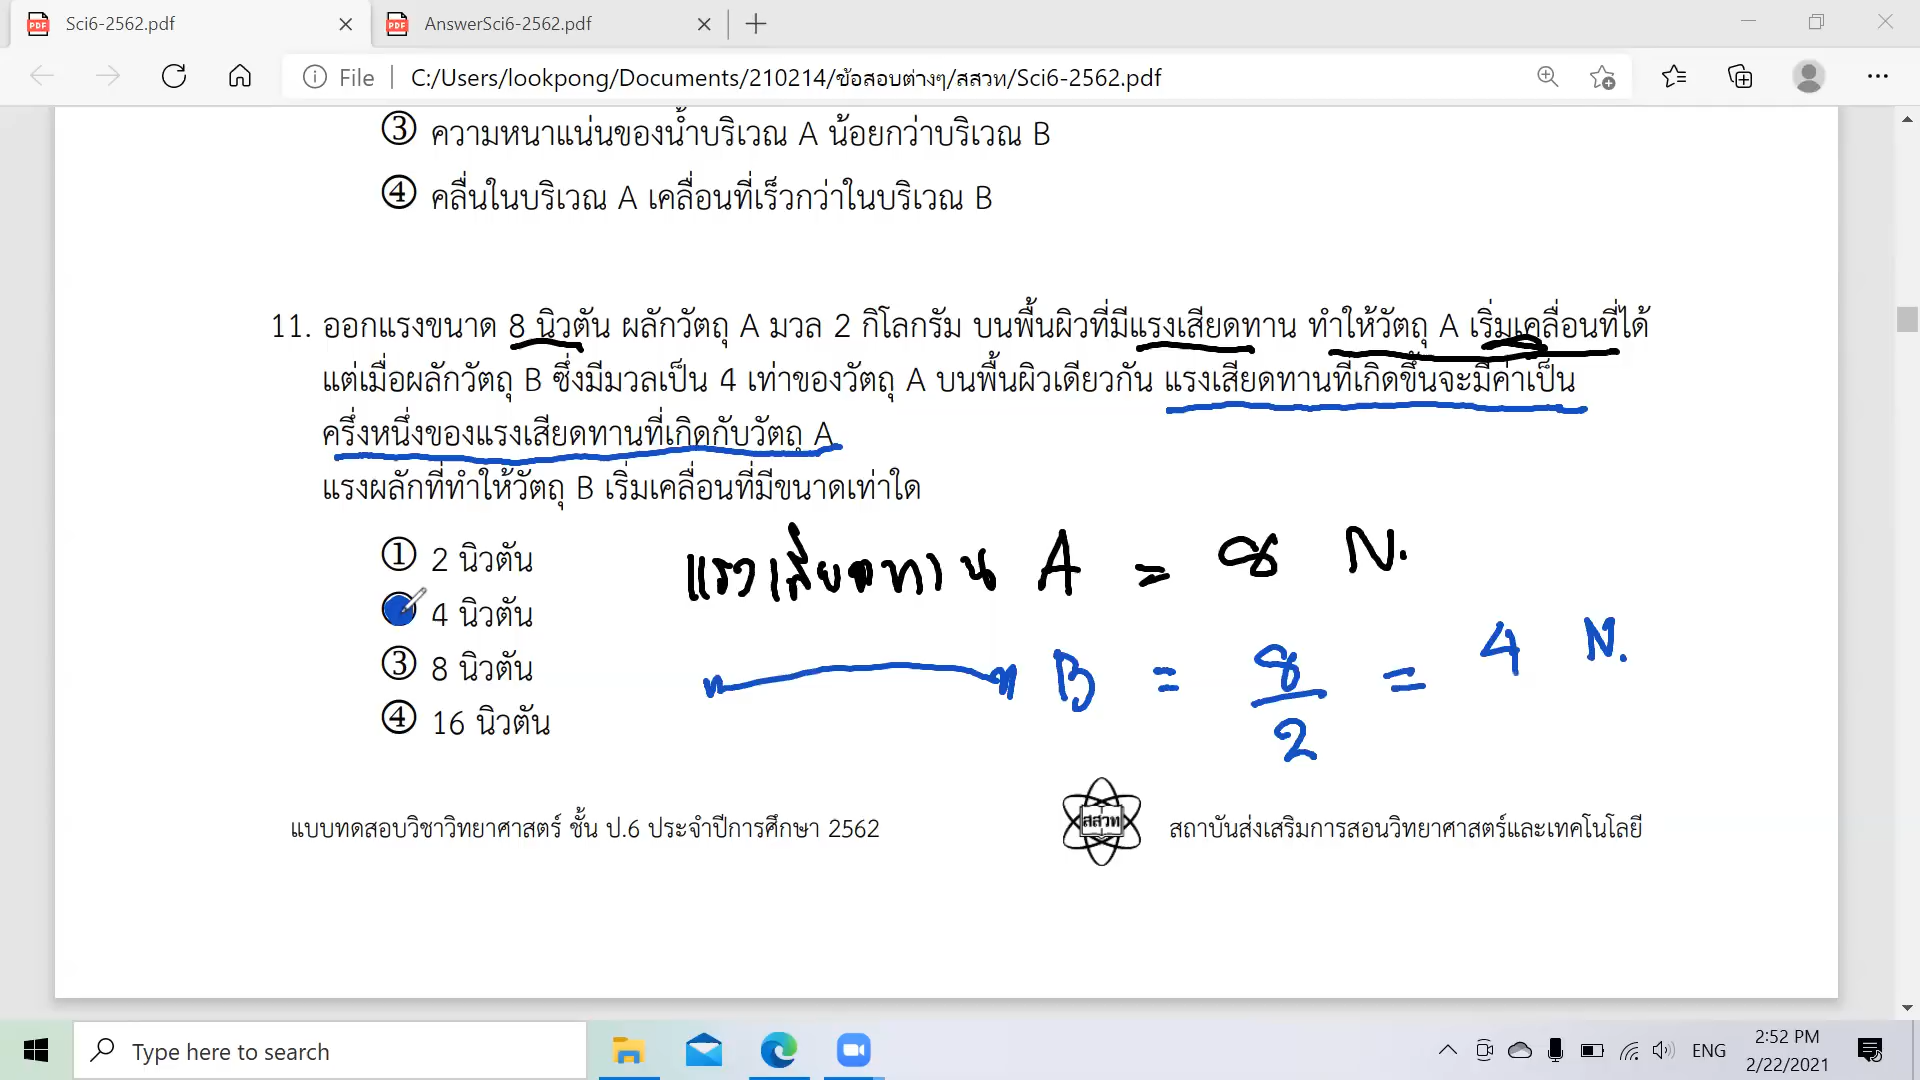 Sci6-2562.pdf
AnswerSci6-2562.pdf
File
C:/Users/lookpong/Documents/210214/ข้อสอบต่างๆ/สสวท/Sci6-2562.pdf
③ ความหนาแน่นของน้ำบริเวณ A น้อยกว่าบริเวณ B
④ คลื่นในบริเวณ A เคลื่อนที่เร็วกว่าในบริเวณ B
11. ออกแรงขนาด 8 นิวตัน ผลักวัตถุ A มวล 2 กิโลกรัม บนพื้นผิวที่มีแรงเสียดทาน ทำให้วัตถุ A เริ่มเคลื่อนที่ได้
แต่เมื่อผลักวัตถุ B ซึ่งมีมวลเป็น 4 เท่าของวัตถุ A บนพื้นผิวเดียวกัน แรงเสียดทานที่เกิดขึ้นจะมีค่าเป็น
ครึ่งหนึ่งของแรงเสียดทานที่เกิดกับวัตถุ A
แรงผลักที่ทำให้วัตถุ B เริ่มเคลื่อนที่มีขนาดเท่าใด
① 2 นิวตัน
4 นิวตัน
③ 8 นิวตัน
④ 16 นิวตัน
แรงเสียดทาน A = 8 N.
B = 8/2 = 4 N.
แบบทดสอบวิชาวิทยาศาสตร์ ชั้น ป.6 ประจำปีการศึกษา 2562
สสวท
สถาบันส่งเสริมการสอนวิทยาศาสตร์และเทคโนโลยี
Type here to search
ENG
2:52 PM
2/22/2021